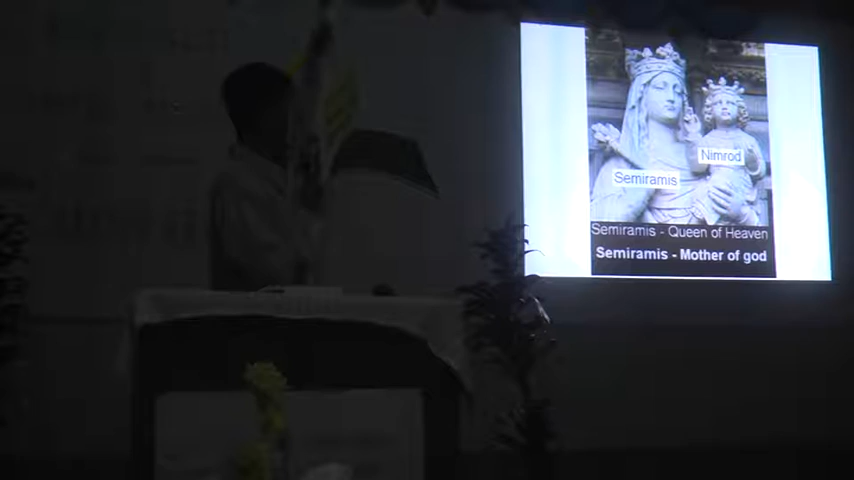 Nimrod
Semiramis
Semiramis - Queen of Heaven
Semiramis - Mother of god